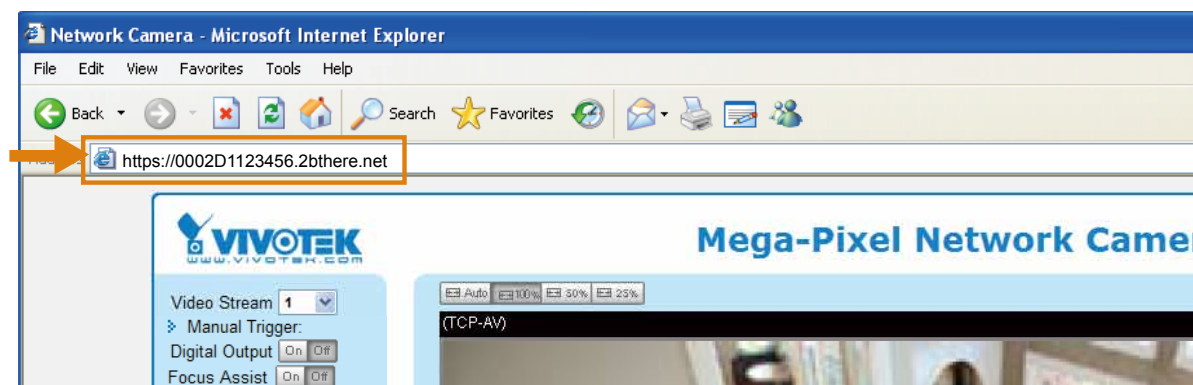 Network Camera - Microsoft Internet Explorer
File Edit View Favorites Tools Help
Back Search Favorites
https://0002D1123456.2bthere.net
VIVOTEK
www.vivotek.com
Mega-Pixel Network Camer
Video Stream 1
Auto 100% 50% 25%
Manual Trigger:
(TCP-AV)
Digital Output On Off
Focus Assist On Off